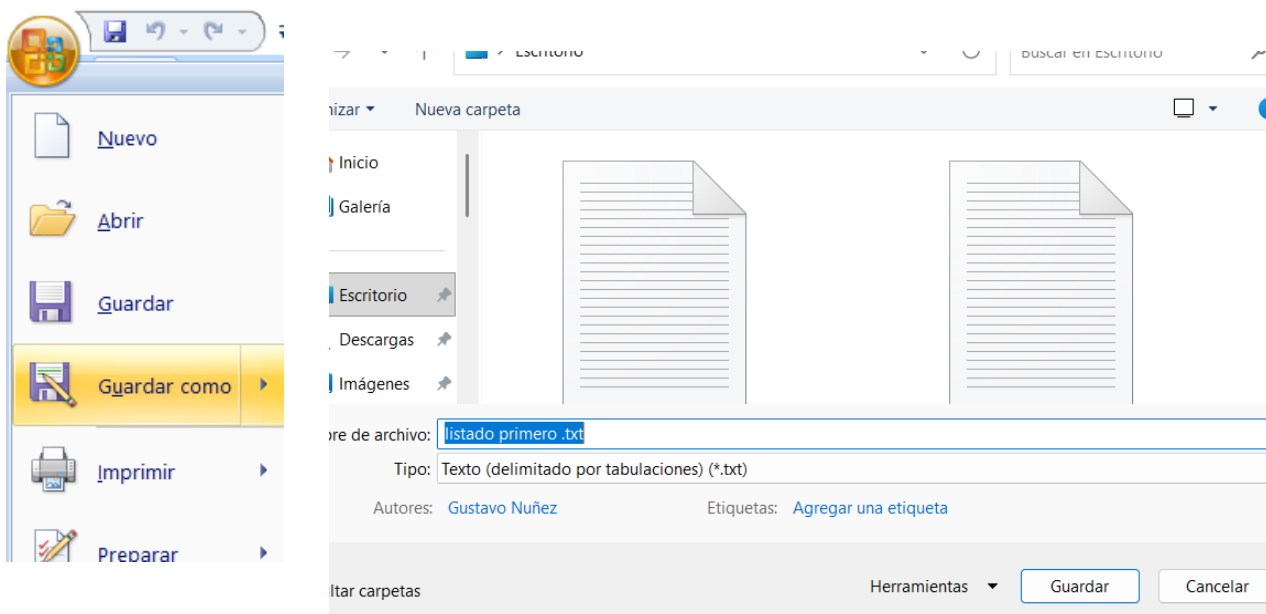 Nuevo
Abrir
Guardar
Guardar como
Imprimir
Preparar
Escritorio
Buscar en Escritorio
nizar
Nueva carpeta
Inicio
Galería
Escritorio
Descargas
Imágenes
bre de archivo: listado primero .txt
Tipo: Texto (delimitado por tabulaciones) (*.txt)
Autores: Gustavo Nuñez Etiquetas: Agregar una etiqueta
ltar carpetas
Herramientas Guardar Cancelar